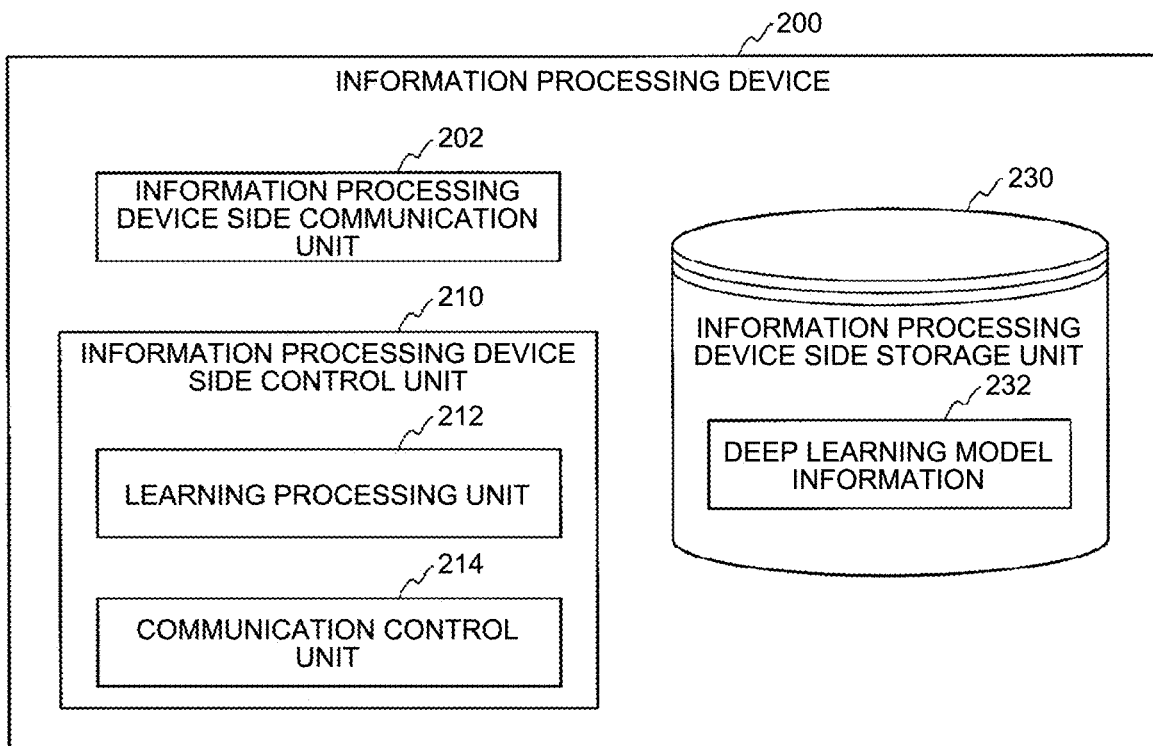 200
INFORMATION PROCESSING DEVICE
202
INFORMATION PROCESSING
DEVICE SIDE COMMUNICATION
UNIT
210
INFORMATION PROCESSING DEVICE
SIDE CONTROL UNIT
212
LEARNING PROCESSING UNIT
214
COMMUNICATION CONTROL
UNIT
230
INFORMATION PROCESSING
DEVICE SIDE STORAGE UNIT
232
DEEP LEARNING MODEL
INFORMATION